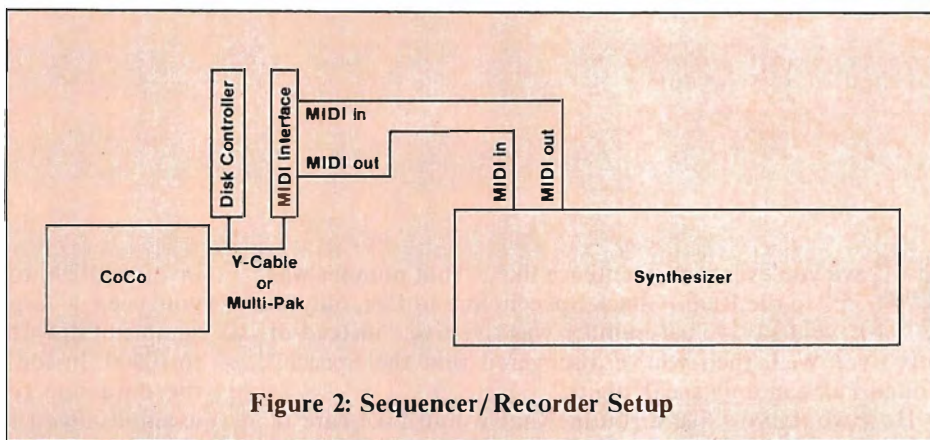 Disk Controller
MIDI Interface
MIDI in
MIDI out
MIDI in
MIDI out
CoCo
Y-Cable
or
Multi-Pak
Synthesizer
Figure 2: Sequencer/Recorder Setup